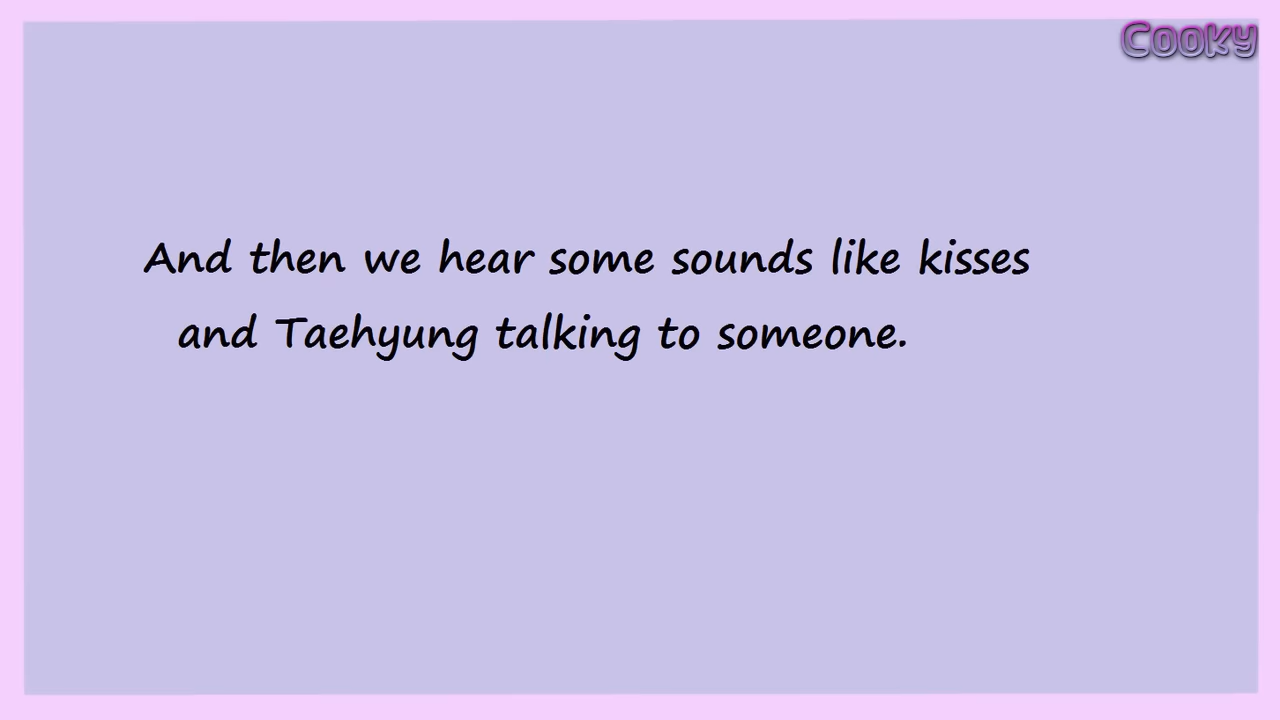 Cooky
And then we hear some sounds like kisses
and Taehyung talking to someone.